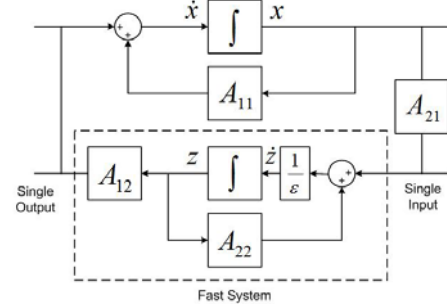 ẋ ∫ x
+
+
A₁₁
A₂₁
A₁₂ z ∫ ż 1/ε +
+
Single
Output
Single
Input
A₂₂
Fast System